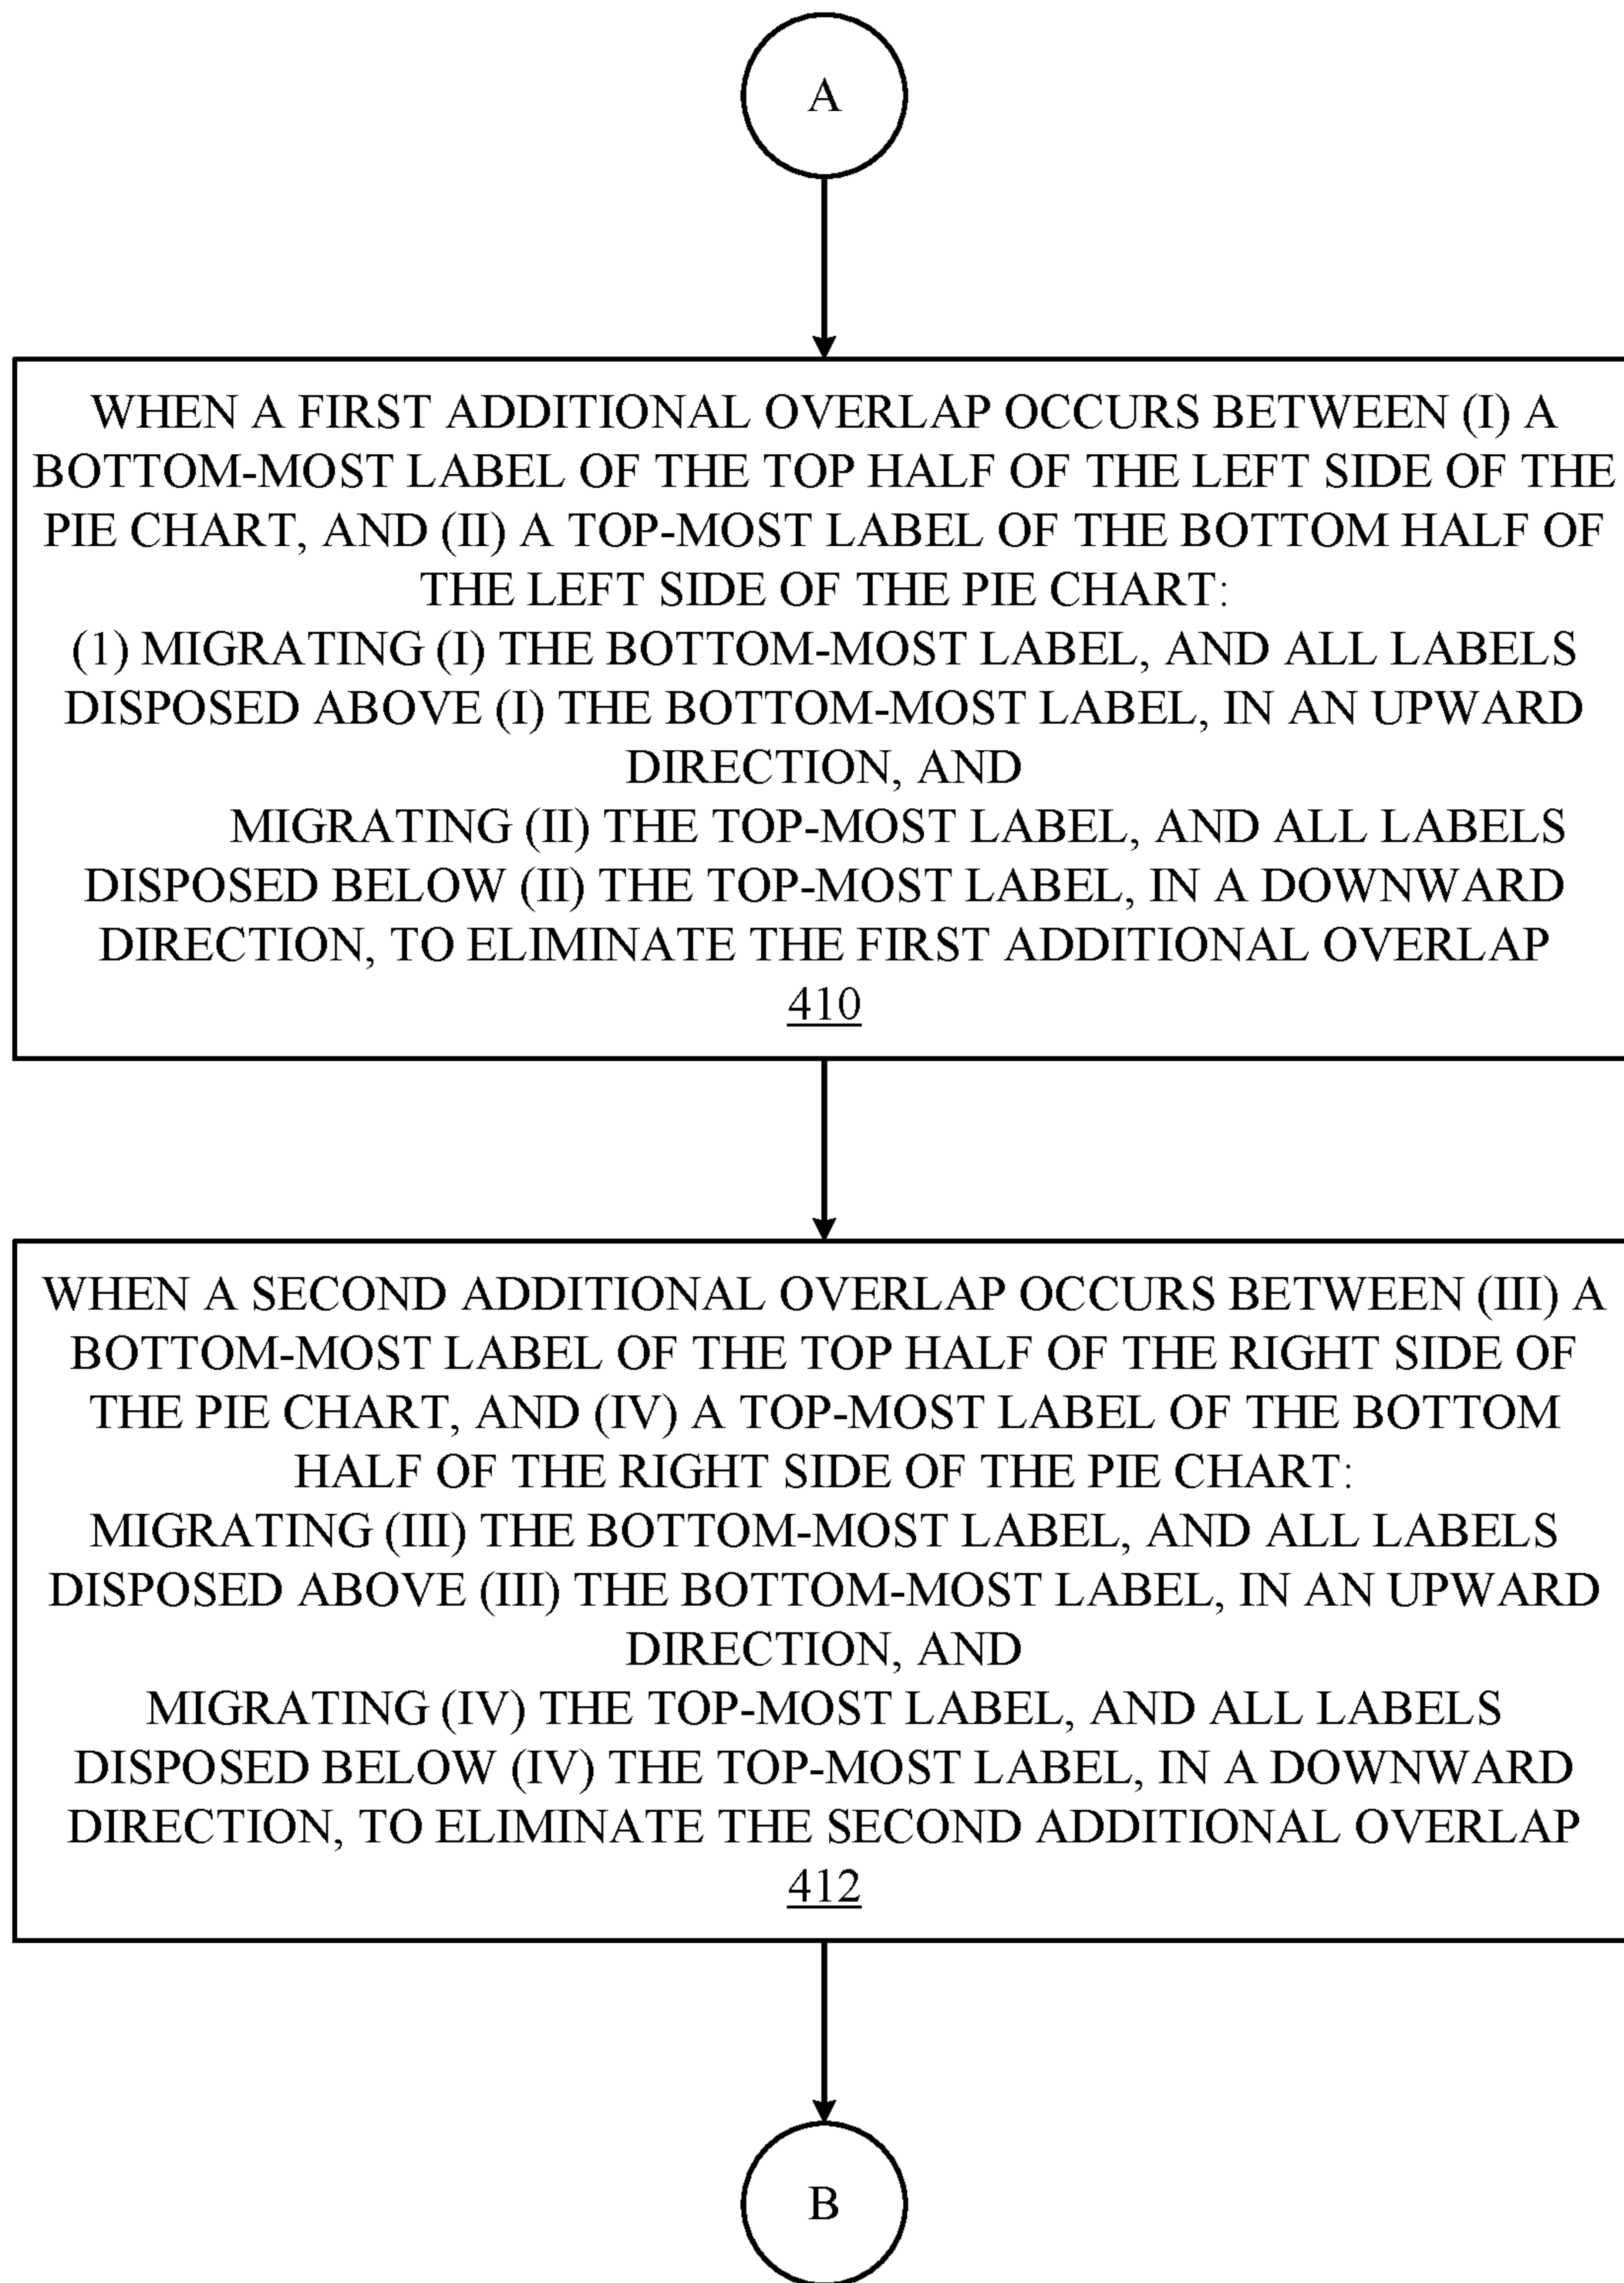 A
WHEN A FIRST ADDITIONAL OVERLAP OCCURS BETWEEN (I) A
BOTTOM-MOST LABEL OF THE TOP HALF OF THE LEFT SIDE OF THE
PIE CHART, AND (II) A TOP-MOST LABEL OF THE BOTTOM HALF OF
THE LEFT SIDE OF THE PIE CHART:
(1) MIGRATING (I) THE BOTTOM-MOST LABEL, AND ALL LABELS
DISPOSED ABOVE (I) THE BOTTOM-MOST LABEL, IN AN UPWARD
DIRECTION, AND
MIGRATING (II) THE TOP-MOST LABEL, AND ALL LABELS
DISPOSED BELOW (II) THE TOP-MOST LABEL, IN A DOWNWARD
DIRECTION, TO ELIMINATE THE FIRST ADDITIONAL OVERLAP
410
WHEN A SECOND ADDITIONAL OVERLAP OCCURS BETWEEN (III) A
BOTTOM-MOST LABEL OF THE TOP HALF OF THE RIGHT SIDE OF
THE PIE CHART, AND (IV) A TOP-MOST LABEL OF THE BOTTOM
HALF OF THE RIGHT SIDE OF THE PIE CHART:
MIGRATING (III) THE BOTTOM-MOST LABEL, AND ALL LABELS
DISPOSED ABOVE (III) THE BOTTOM-MOST LABEL, IN AN UPWARD
DIRECTION, AND
MIGRATING (IV) THE TOP-MOST LABEL, AND ALL LABELS
DISPOSED BELOW (IV) THE TOP-MOST LABEL, IN A DOWNWARD
DIRECTION, TO ELIMINATE THE SECOND ADDITIONAL OVERLAP
412
B